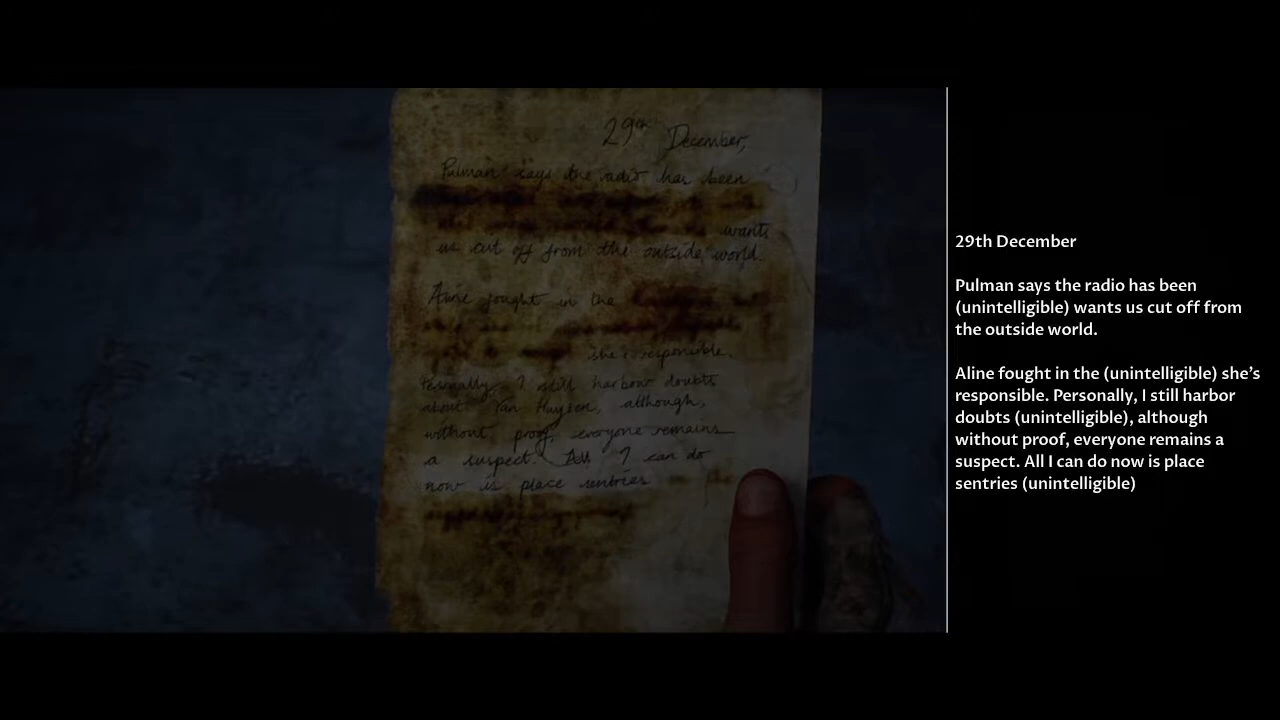 29th December,
Pulman says the radio has been
wants
us cut off from the outside world.
Aline fought in the
she's responsible.
Personally, I still harbour doubts
about Van Huysen, although,
without proof, everyone remains
a suspect. All I can do
now is place sentries
29th December
Pulman says the radio has been
(unintelligible) wants us cut off from
the outside world.
Aline fought in the (unintelligible) she’s
responsible. Personally, I still harbor
doubts (unintelligible), although
without proof, everyone remains a
suspect. All I can do now is place
sentries (unintelligible)